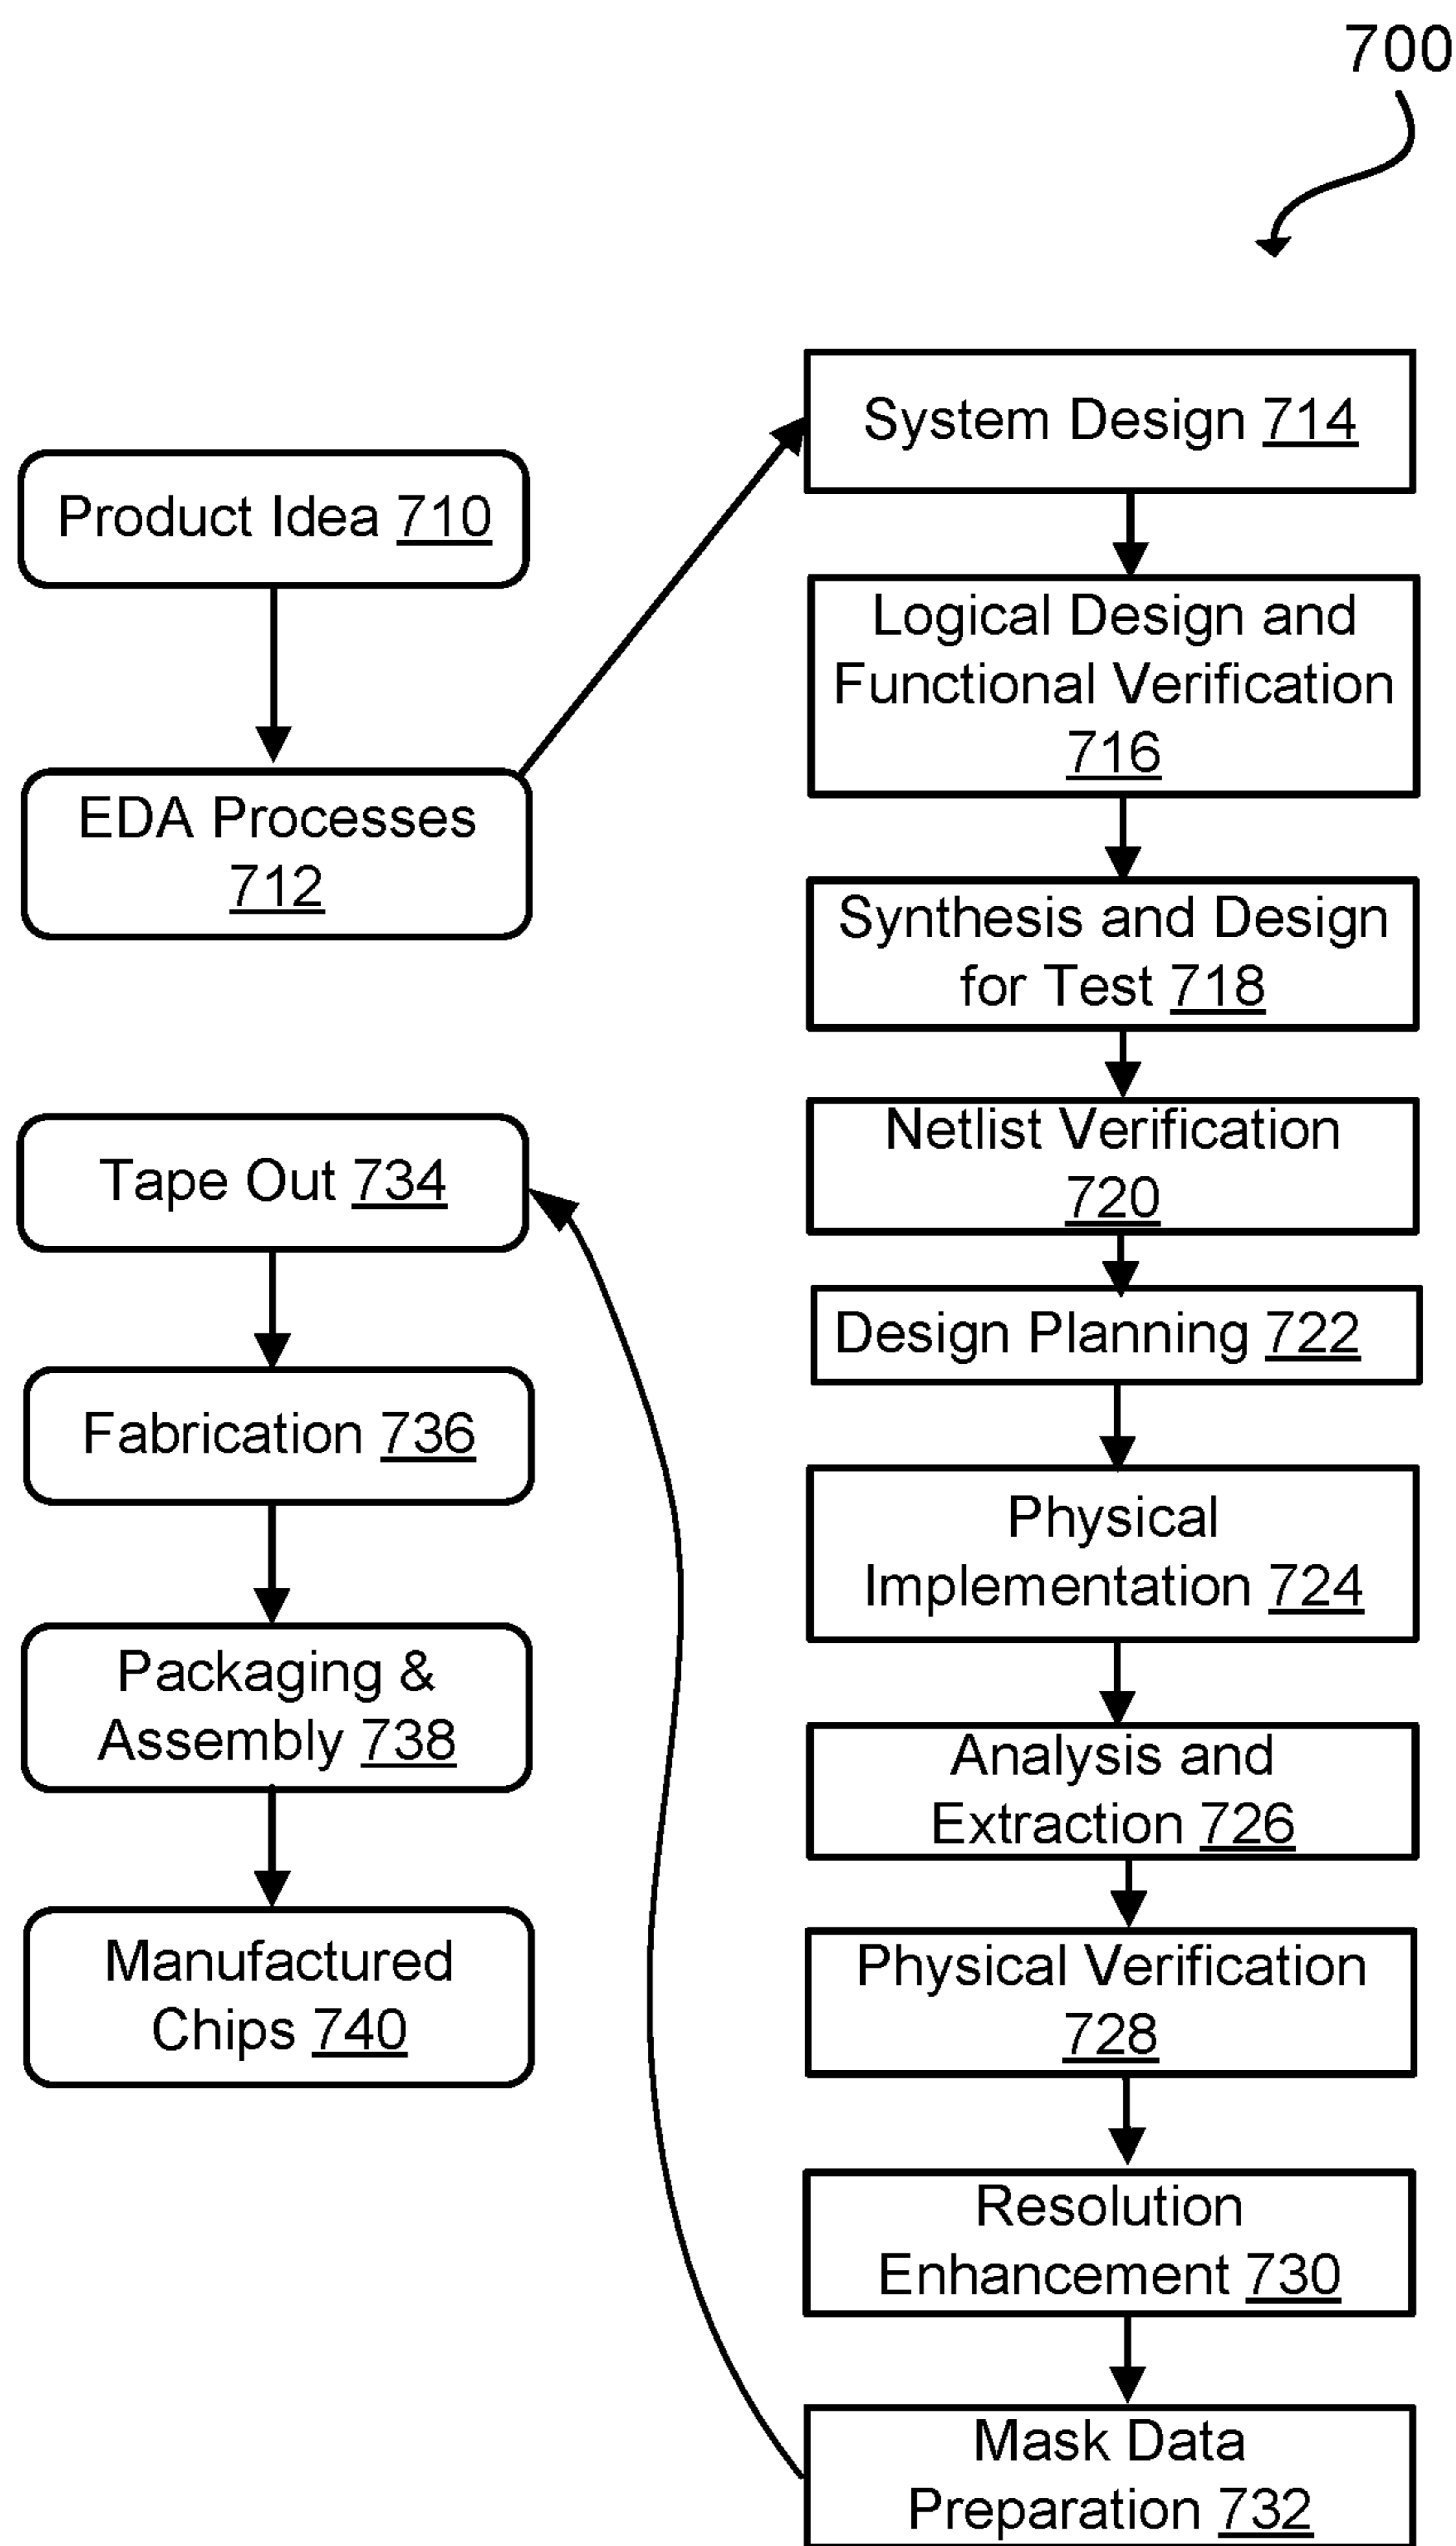 700
Product Idea 710
EDA Processes
712
System Design 714
Logical Design and
Functional Verification
716
Synthesis and Design
for Test 718
Netlist Verification
720
Design Planning 722
Physical
Implementation 724
Analysis and
Extraction 726
Physical Verification
728
Resolution
Enhancement 730
Mask Data
Preparation 732
Tape Out 734
Fabrication 736
Packaging &
Assembly 738
Manufactured
Chips 740